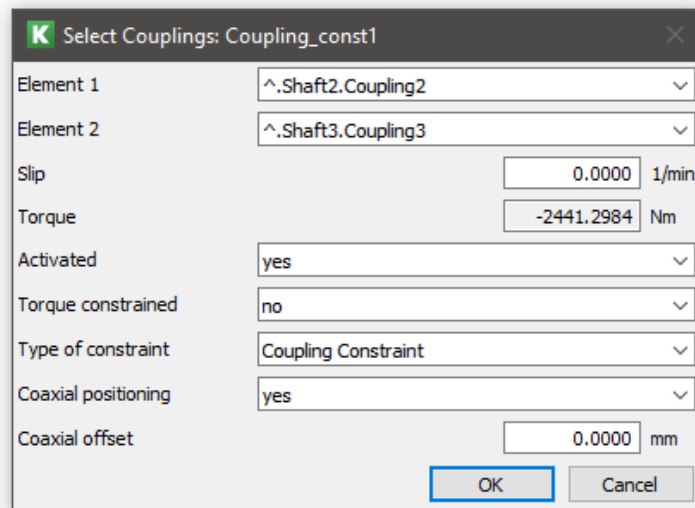 K Select Couplings: Coupling_const1
Element 1 ^.Shaft2.Coupling2
Element 2 ^.Shaft3.Coupling3
Slip 0.0000 1/min
Torque -2441.2984 Nm
Activated yes
Torque constrained no
Type of constraint Coupling Constraint
Coaxial positioning yes
Coaxial offset 0.0000 mm
OK Cancel